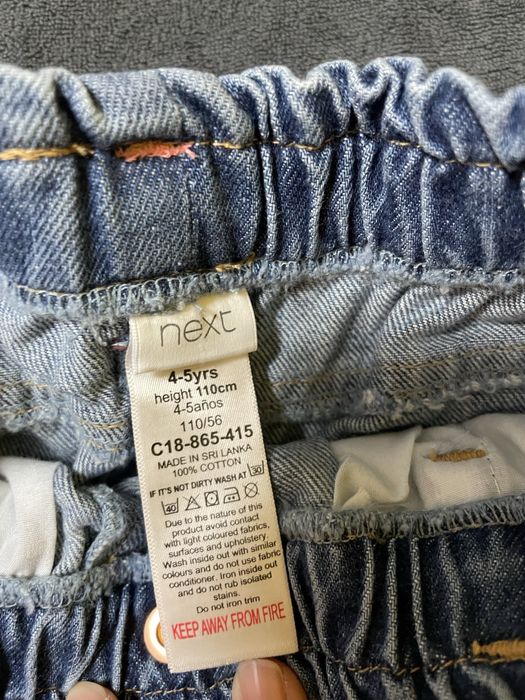 next
4-5yrs
height 110cm
4-5años
110/56
C18-865-415
MADE IN SRI LANKA
100% COTTON
IF IT'S NOT DIRTY WASH AT 30
40
Due to the nature of this
product avoid contact
with light coloured fabrics,
surfaces and upholstery.
Wash inside out with similar
colours and do not use fabric
conditioner. Iron inside out
and do not rub isolated
stains.
Do not iron trim
KEEP AWAY FROM FIRE